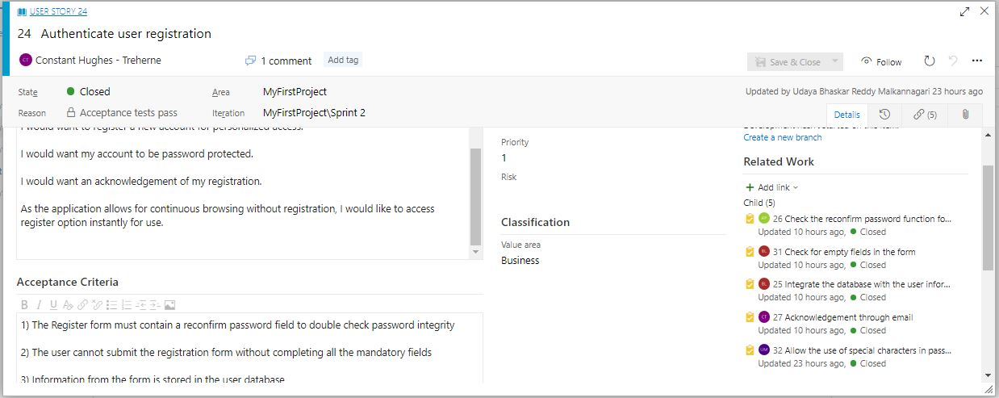 USER STORY 24
24 Authenticate user registration
CT Constant Hughes - Treherne
1 comment
Add tag
Save & Close
Follow
State
Closed
Area
MyFirstProject
Updated by Udaya Bhaskar Reddy Malkannagari 23 hours ago
Reason
Acceptance tests pass
Iteration
MyFirstProject\Sprint 2
Details
(5)
I would want to register a new account for personalized access.
I would want my account to be password protected.
I would want an acknowledgement of my registration.
As the application allows for continuous browsing without registration, I would like to access
register option instantly for use.
Acceptance Criteria
B I U
1) The Register form must contain a reconfirm password field to double check password integrity
2) The user cannot submit the registration form without completing all the mandatory fields
3) Information from the form is stored in the user database
Priority
1
Risk
Classification
Value area
Business
Create a new branch
Related Work
Add link
Child (5)
26 Check the reconfirm password function fo...
Updated 10 hours ago, Closed
BL 31 Check for empty fields in the form
Updated 10 hours ago, Closed
BL 25 Integrate the database with the user infor...
Updated 10 hours ago, Closed
CT 27 Acknowledgement through email
Updated 10 hours ago, Closed
UM 32 Allow the use of special characters in pass...
Updated 23 hours ago, Closed